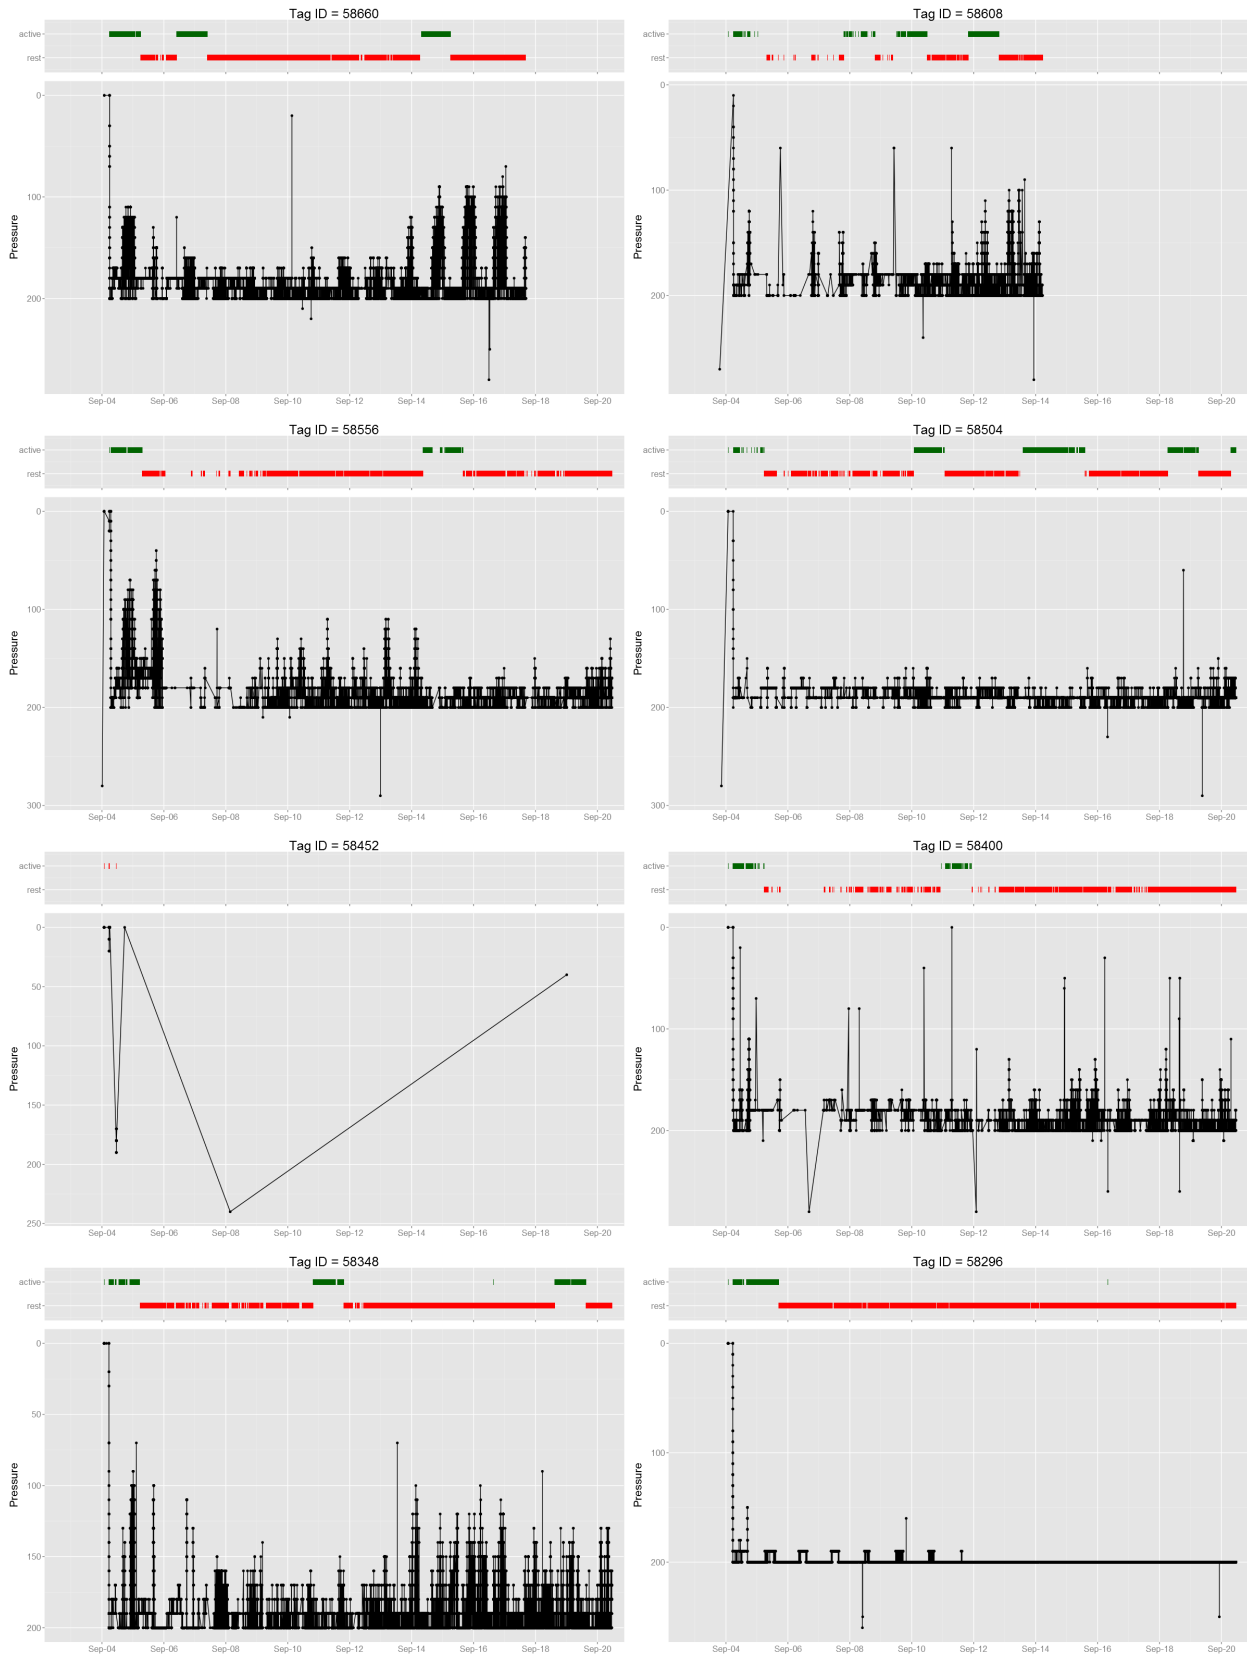 Tag ID = 58660
active
rest
0
100
200
Pressure
Sep-04 Sep-06 Sep-08 Sep-10 Sep-12 Sep-14 Sep-16 Sep-18 Sep-20
Tag ID = 58608
active
rest
0
100
200
Pressure
Sep-04 Sep-06 Sep-08 Sep-10 Sep-12 Sep-14 Sep-16 Sep-18 Sep-20
Tag ID = 58556
active
rest
0
100
200
300
Pressure
Sep-04 Sep-06 Sep-08 Sep-10 Sep-12 Sep-14 Sep-16 Sep-18 Sep-20
Tag ID = 58504
active
rest
0
100
200
300
Pressure
Sep-04 Sep-06 Sep-08 Sep-10 Sep-12 Sep-14 Sep-16 Sep-18 Sep-20
Tag ID = 58452
active
rest
0
50
100
150
200
250
Pressure
Sep-04 Sep-06 Sep-08 Sep-10 Sep-12 Sep-14 Sep-16 Sep-18 Sep-20
Tag ID = 58400
active
rest
0
100
200
Pressure
Sep-04 Sep-06 Sep-08 Sep-10 Sep-12 Sep-14 Sep-16 Sep-18 Sep-20
Tag ID = 58348
active
rest
0
50
100
150
200
Pressure
Sep-04 Sep-06 Sep-08 Sep-10 Sep-12 Sep-14 Sep-16 Sep-18 Sep-20
Tag ID = 58296
active
rest
0
100
200
Pressure
Sep-04 Sep-06 Sep-08 Sep-10 Sep-12 Sep-14 Sep-16 Sep-18 Sep-20